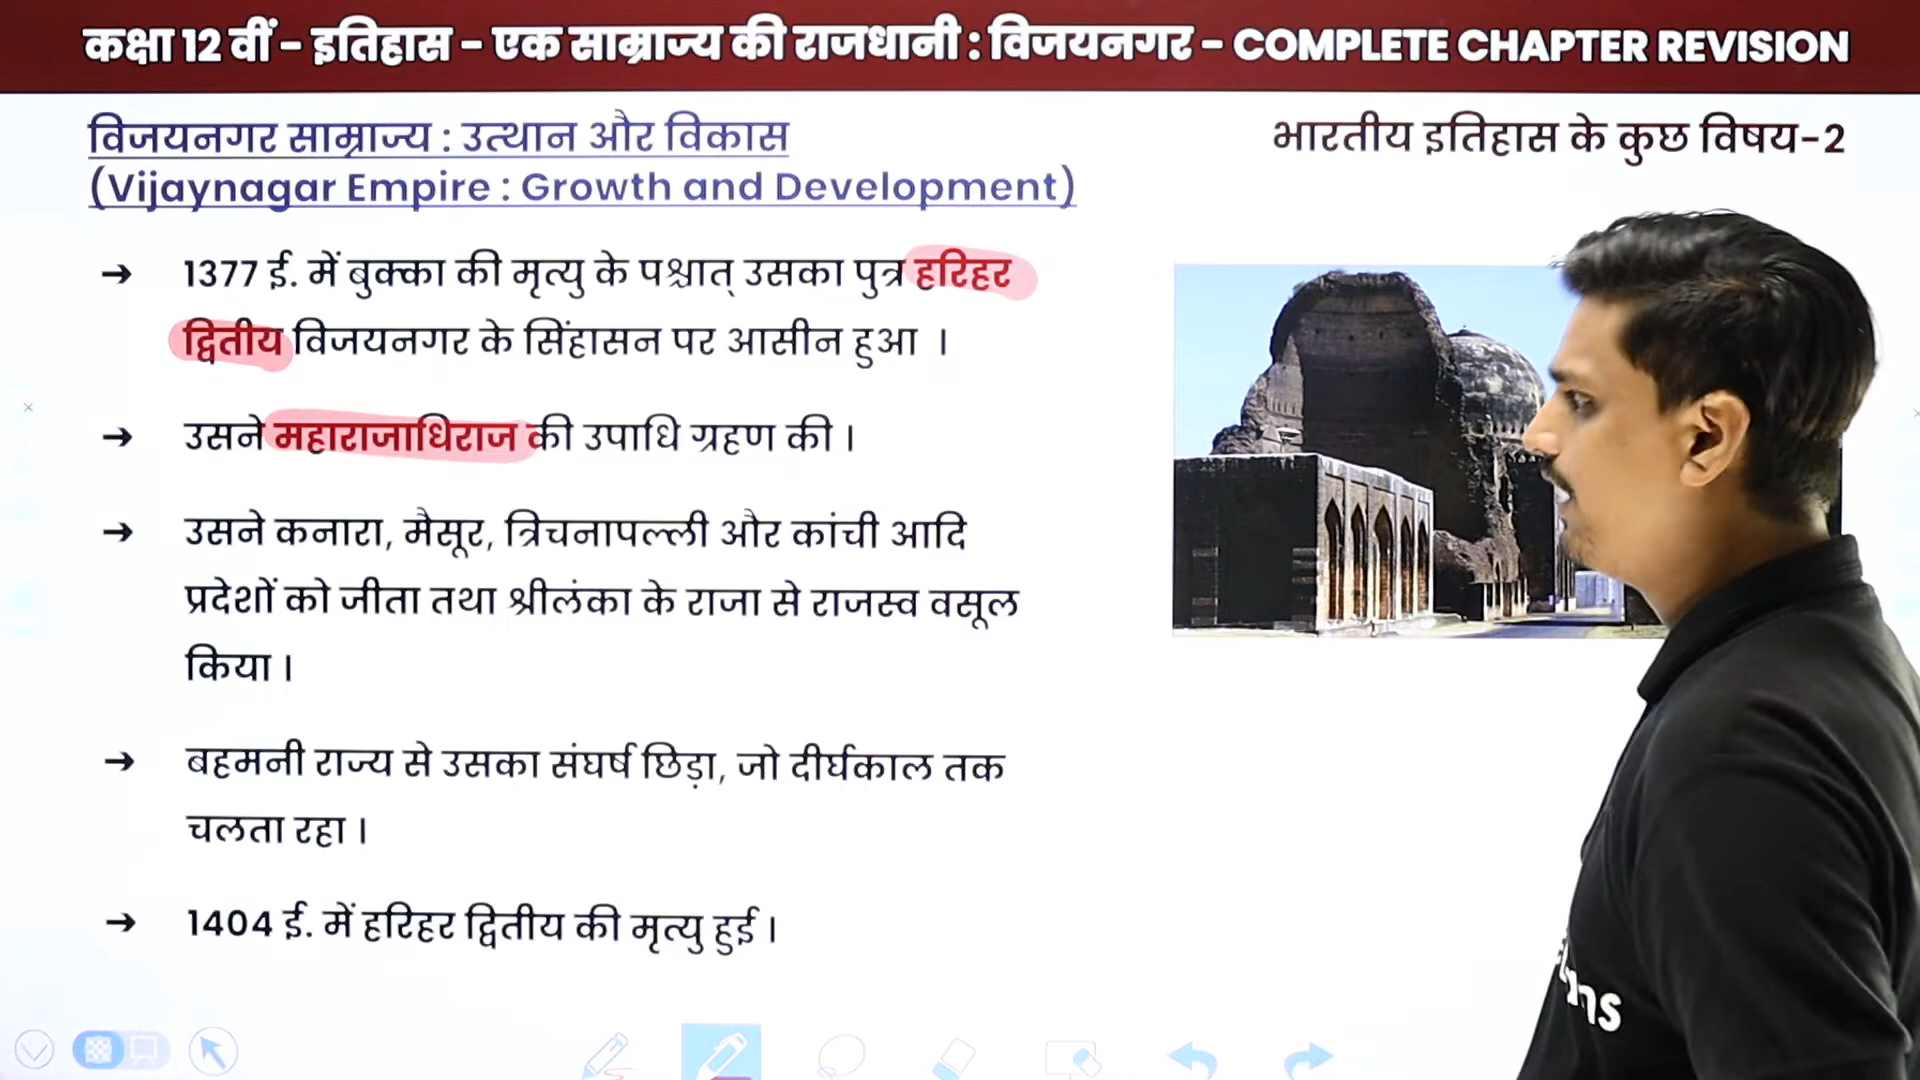 कक्षा 12 वीं - इतिहास - एक साम्राज्य की राजधानी : विजयनगर - COMPLETE CHAPTER REVISION
विजयनगर साम्राज्य : उत्थान और विकास
(Vijaynagar Empire : Growth and Development)
भारतीय इतिहास के कुछ विषय-2
➔ 1377 ई. में बुक्का की मृत्यु के पश्चात् उसका पुत्र हरिहर
द्वितीय विजयनगर के सिंहासन पर आसीन हुआ ।
➔ उसने महाराजाधिराज की उपाधि ग्रहण की ।
➔ उसने कनारा, मैसूर, त्रिचनापल्ली और कांची आदि
प्रदेशों को जीता तथा श्रीलंका के राजा से राजस्व वसूल
किया ।
➔ बहमनी राज्य से उसका संघर्ष छिड़ा, जो दीर्घकाल तक
चलता रहा ।
➔ 1404 ई. में हरिहर द्वितीय की मृत्यु हुई ।